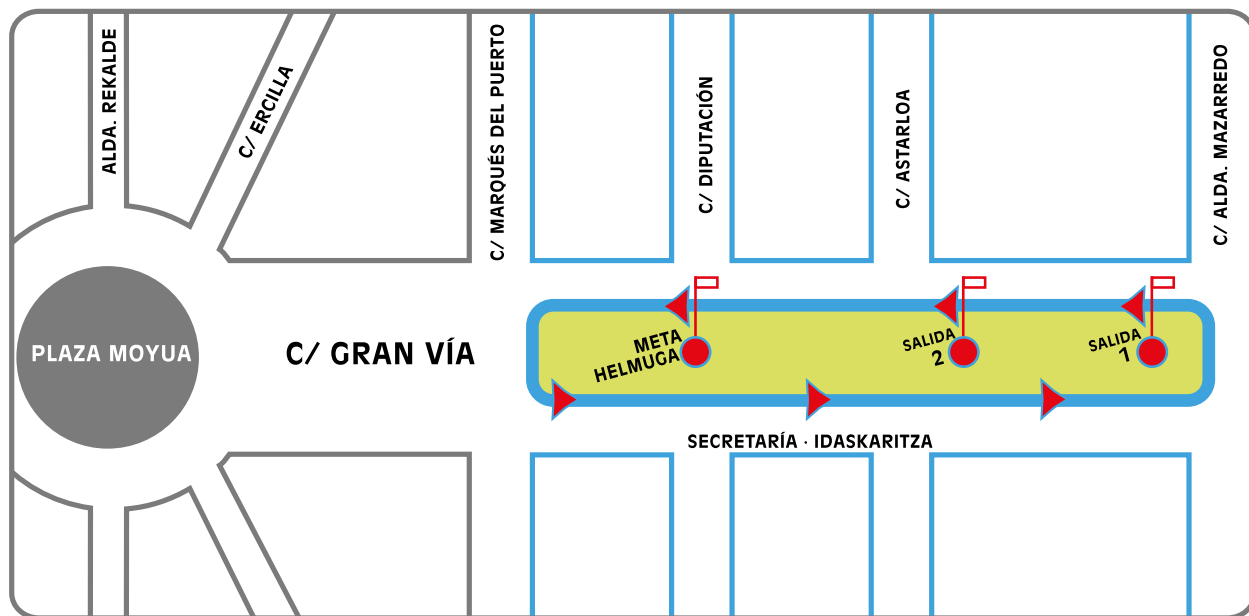 ALDA. REKALDE
C/ ERCILLA
C/ MARQUÉS DEL PUERTO
C/ DIPUTACIÓN
C/ ASTARLOA
C/ ALDA. MAZARREDO
PLAZA MOYUA
C/ GRAN VÍA
META
HELMUGA
SALIDA
2
SALIDA
1
SECRETARÍA · IDASKARITZA